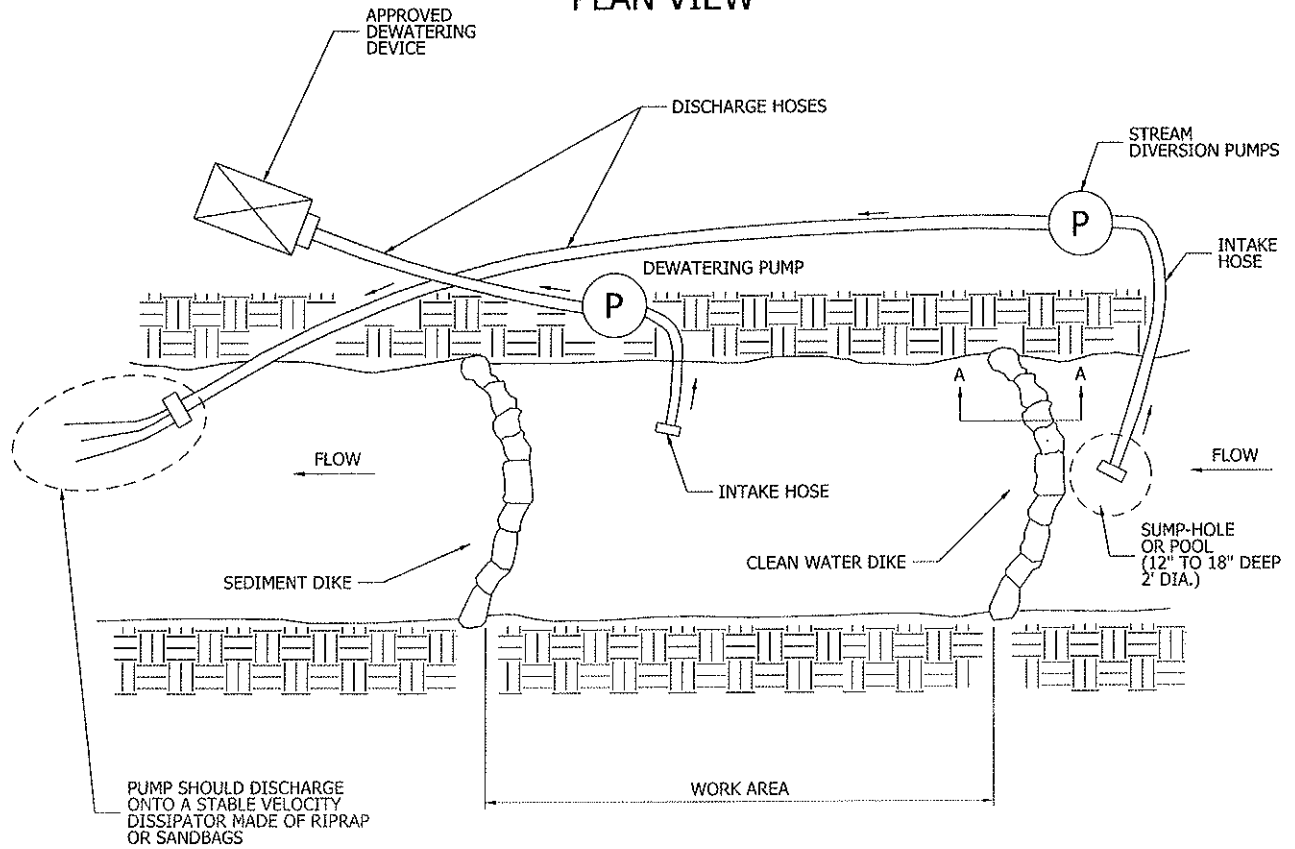 PLAN VIEW
APPROVED
DEWATERING
DEVICE
DISCHARGE HOSES
STREAM
DIVERSION PUMPS
P
INTAKE
HOSE
DEWATERING PUMP
P
A
A
FLOW
FLOW
INTAKE HOSE
SUMP-HOLE
OR POOL
(12" TO 18" DEEP
2' DIA.)
CLEAN WATER DIKE
SEDIMENT DIKE
WORK AREA
PUMP SHOULD DISCHARGE
ONTO A STABLE VELOCITY
DISSIPATOR MADE OF RIPRAP
OR SANDBAGS